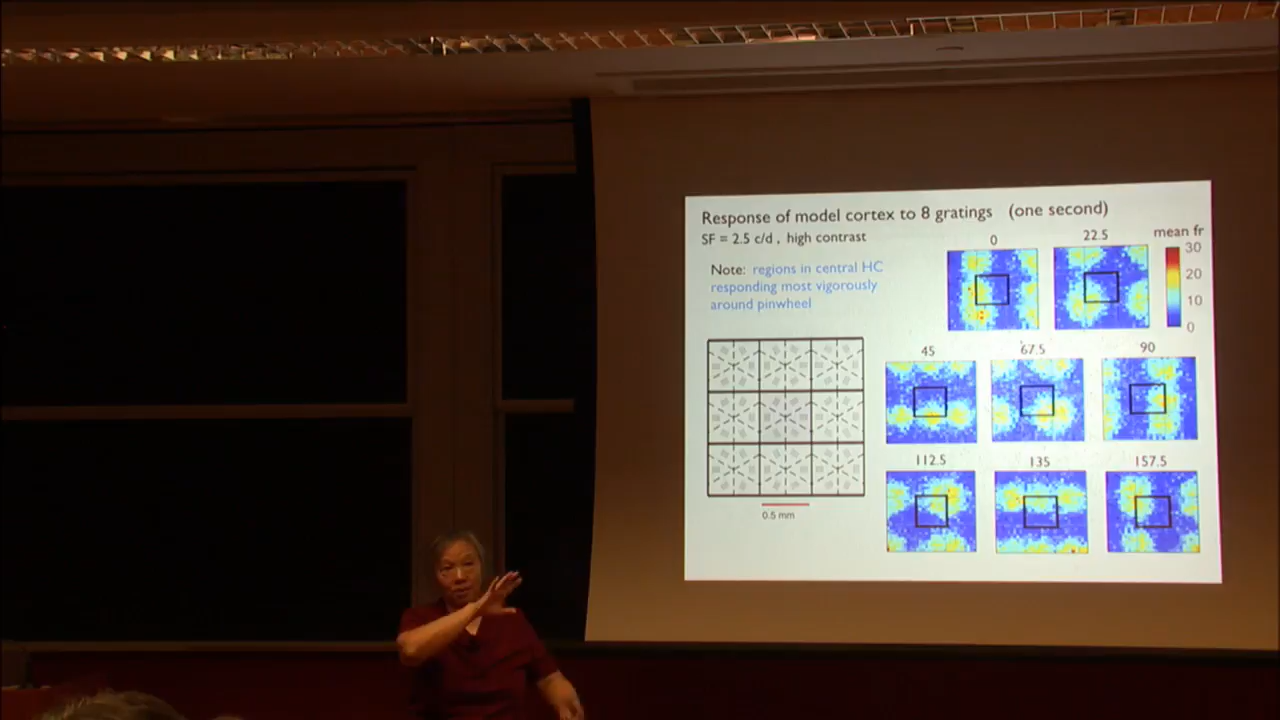 Response of model cortex to 8 gratings (one second)
SF = 2.5 c/d , high contrast
Note: regions in central HC
responding most vigorously
around pinwheel
0.5 mm
0
22.5
mean fr
30
20
10
0
45
67.5
90
112.5
135
157.5